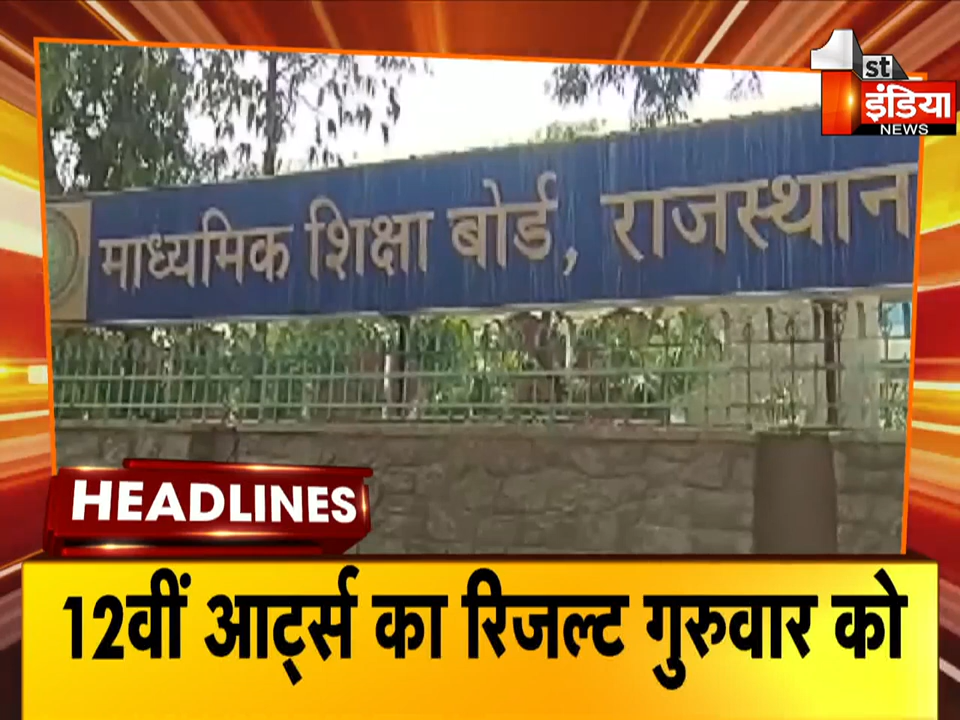 1st
इंडिया
NEWS
माध्यमिक शिक्षा बोर्ड, राजस्थान
HEADLINES
12वीं आर्ट्स का रिजल्ट गुरुवार को